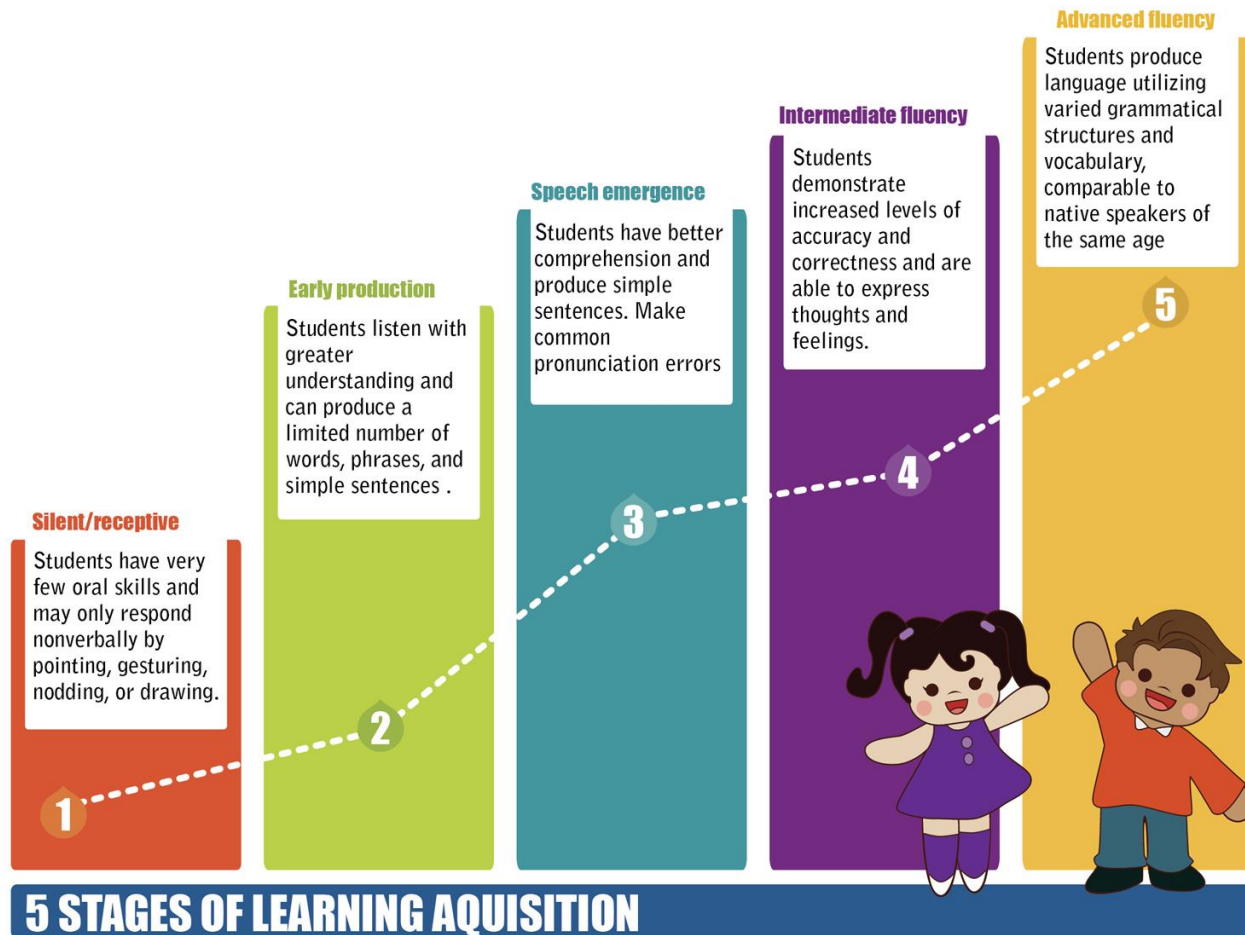 Silent/receptive
Students have very
few oral skills and
may only respond
nonverbally by
pointing, gesturing,
nodding, or drawing.
1
Early production
Students listen with
greater
understanding and
can produce a
limited number of
words, phrases, and
simple sentences .
2
Speech emergence
Students have better
comprehension and
produce simple
sentences. Make
common
pronunciation errors
3
Intermediate fluency
Students
demonstrate
increased levels of
accuracy and
correctness and are
able to express
thoughts and
feelings.
4
Advanced fluency
Students produce
language utilizing
varied grammatical
structures and
vocabulary,
comparable to
native speakers of
the same age
5
5 STAGES OF LEARNING AQUISITION